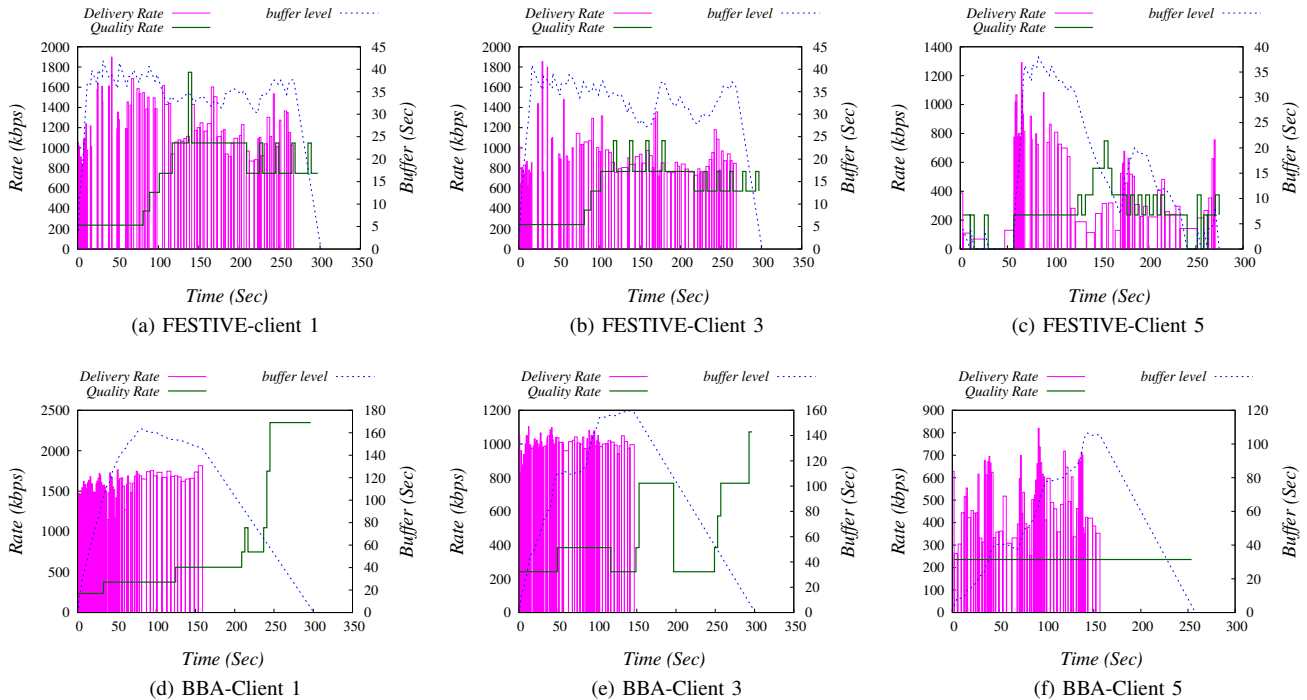 Delivery Rate
Quality Rate
buffer level
Rate (kbps)
2000
1800
1600
1400
1200
1000
800
600
400
200
0
45
40
35
30
25
20
15
10
5
0
Buffer (Sec)
0 50 100 150 200 250 300 350
Time (Sec)
(a) FESTIVE-client 1
Delivery Rate
Quality Rate
buffer level
Rate (kbps)
2000
1800
1600
1400
1200
1000
800
600
400
200
0
45
40
35
30
25
20
15
10
5
0
Buffer (Sec)
0 50 100 150 200 250 300 350
Time (Sec)
(b) FESTIVE-Client 3
Delivery Rate
Quality Rate
buffer level
Rate (kbps)
1400
1200
1000
800
600
400
200
0
40
35
30
25
20
15
10
5
0
Buffer (Sec)
0 50 100 150 200 250 300
Time (Sec)
(c) FESTIVE-Client 5
Delivery Rate
Quality Rate
buffer level
Rate (kbps)
2500
2000
1500
1000
500
0
180
160
140
120
100
80
60
40
20
0
Buffer (Sec)
0 50 100 150 200 250 300 350
Time (Sec)
(d) BBA-Client 1
Delivery Rate
Quality Rate
buffer level
Rate (kbps)
1200
1000
800
600
400
200
0
160
140
120
100
80
60
40
20
0
Buffer (Sec)
0 50 100 150 200 250 300 350
Time (Sec)
(e) BBA-Client 3
Delivery Rate
Quality Rate
buffer level
Rate (kbps)
900
800
700
600
500
400
300
200
100
0
120
100
80
60
40
20
0
Buffer (Sec)
0 50 100 150 200 250 300
Time (Sec)
(f) BBA-Client 5